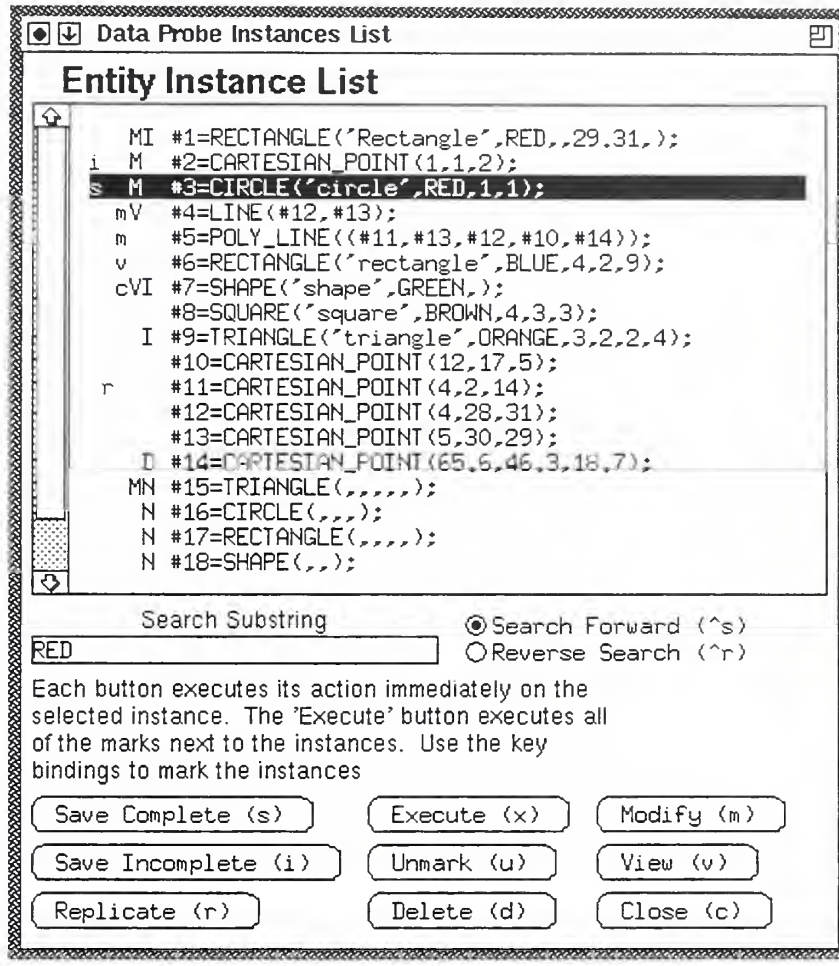 Data Probe Instances List
Entity Instance List
MI #1=RECTANGLE('Rectangle',RED,,29.31,);
i M #2=CARTESIAN_POINT(1,1,2);
s M #3=CIRCLE('circle',RED,1,1);
mV #4=LINE(#12,#13);
m #5=POLY_LINE((#11,#13,#12,#10,#14));
v #6=RECTANGLE('rectangle',BLUE,4,2,9);
cVI #7=SHAPE('shape',GREEN,);
#8=SQUARE('square',BROWN,4,3,3);
I #9=TRIANGLE('triangle',ORANGE,3,2,2,4);
#10=CARTESIAN_POINT(12,17,5);
r #11=CARTESIAN_POINT(4,2,14);
#12=CARTESIAN_POINT(4,28,31);
#13=CARTESIAN_POINT(5,30,29);
D #14=CARTESIAN_POINT(65.6,46.3,18.7);
MN #15=TRIANGLE(,,,,,);
N #16=CIRCLE(,,,);
N #17=RECTANGLE(,,,,);
N #18=SHAPE(,,);
Search Substring
Search Forward (^s)
RED
Reverse Search (^r)
Each button executes its action immediately on the
selected instance. The 'Execute' button executes all
of the marks next to the instances. Use the key
bindings to mark the instances
Save Complete (s) Execute (x) Modify (m)
Save Incomplete (i) Unmark (u) View (v)
Replicate (r) Delete (d) Close (c)